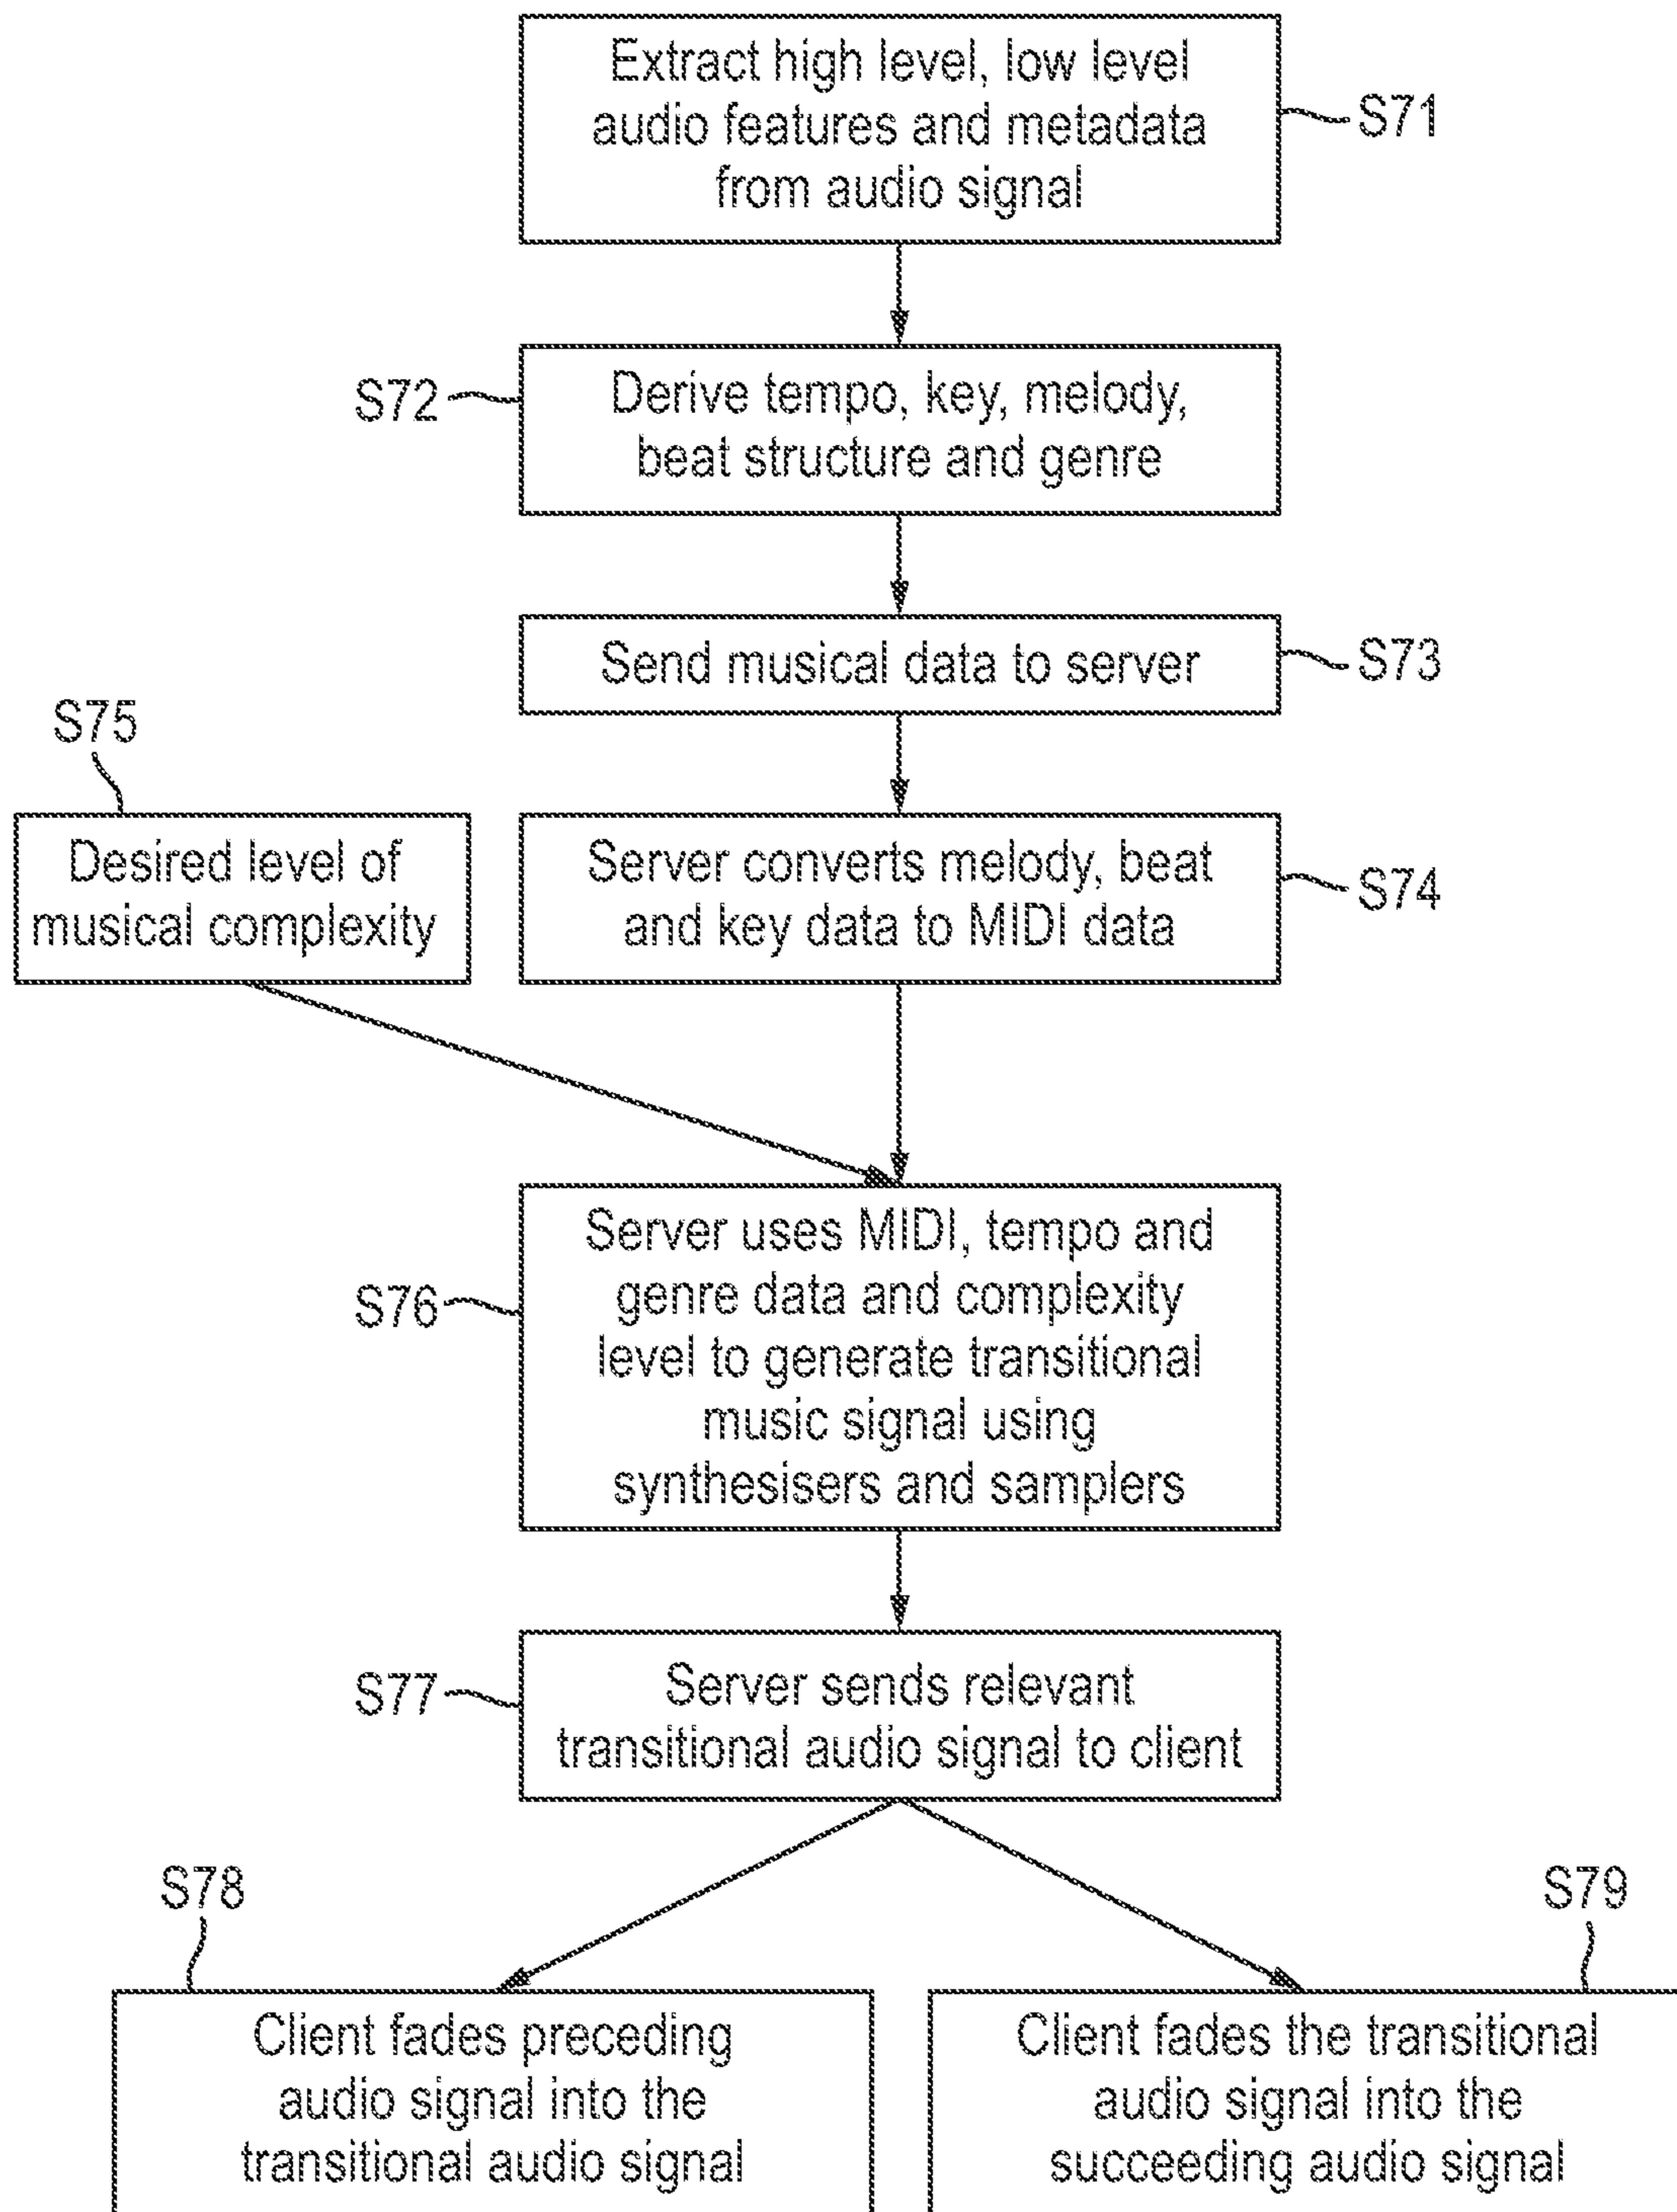 Extract high level, low level
audio features and metadata
from audio signal
S71
S72
Derive tempo, key, melody,
beat structure and genre
Send musical data to server
S73
S75
Desired level of
musical complexity
Server converts melody, beat
and key data to MIDI data
S74
S76
Server uses MIDI, tempo and
genre data and complexity
level to generate transitional
music signal using
synthesisers and samplers
S77
Server sends relevant
transitional audio signal to client
S78
Client fades preceding
audio signal into the
transitional audio signal
S79
Client fades the transitional
audio signal into the
succeeding audio signal